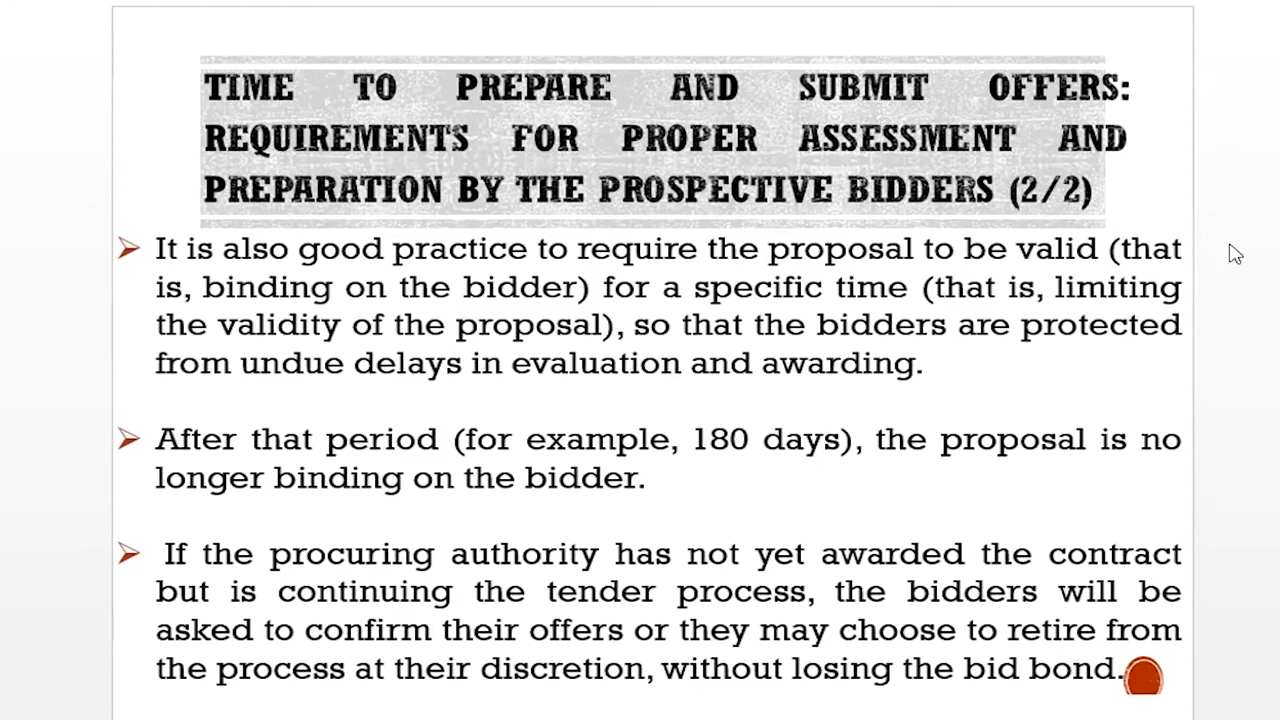 TIME TO PREPARE AND SUBMIT OFFERS:
REQUIREMENTS FOR PROPER ASSESSMENT AND
PREPARATION BY THE PROSPECTIVE BIDDERS (2/2)
It is also good practice to require the proposal to be valid (that
is, binding on the bidder) for a specific time (that is, limiting
the validity of the proposal), so that the bidders are protected
from undue delays in evaluation and awarding.
After that period (for example, 180 days), the proposal is no
longer binding on the bidder.
If the procuring authority has not yet awarded the contract
but is continuing the tender process, the bidders will be
asked to confirm their offers or they may choose to retire from
the process at their discretion, without losing the bid bond.